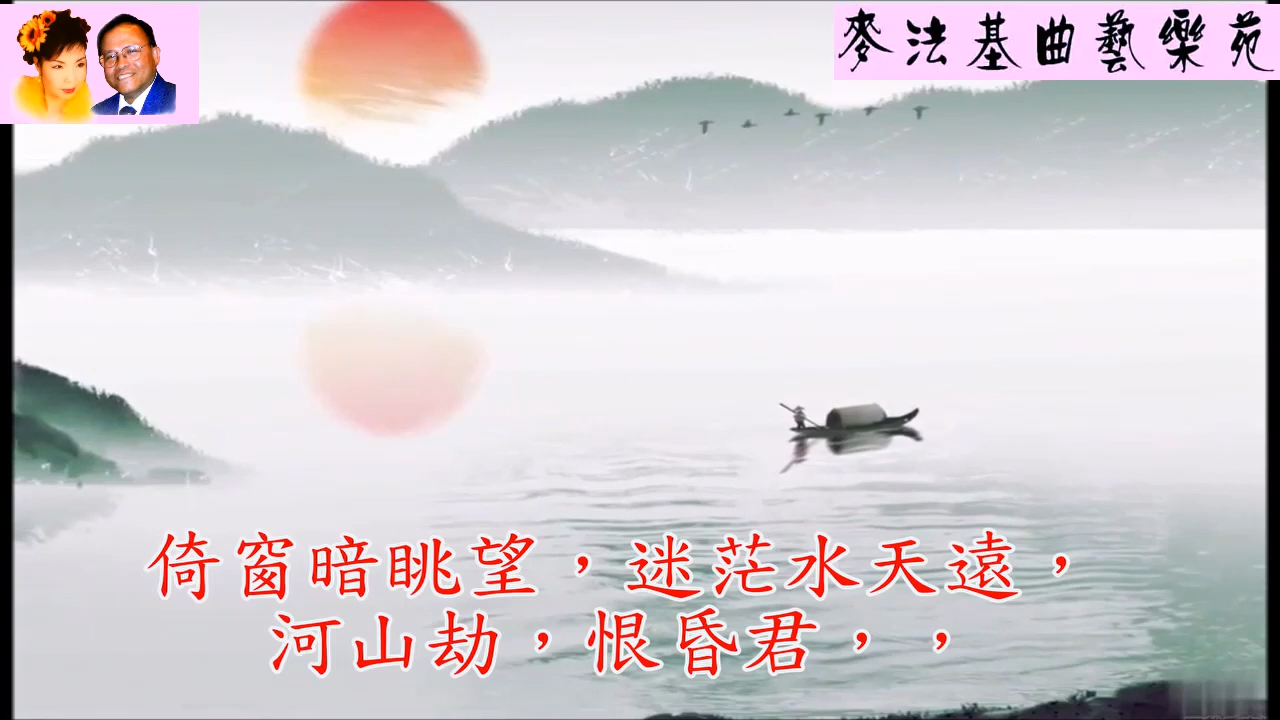 麥法基曲藝樂苑
倚窗暗眺望，迷茫水天遠，
河山劫，恨昏君，，